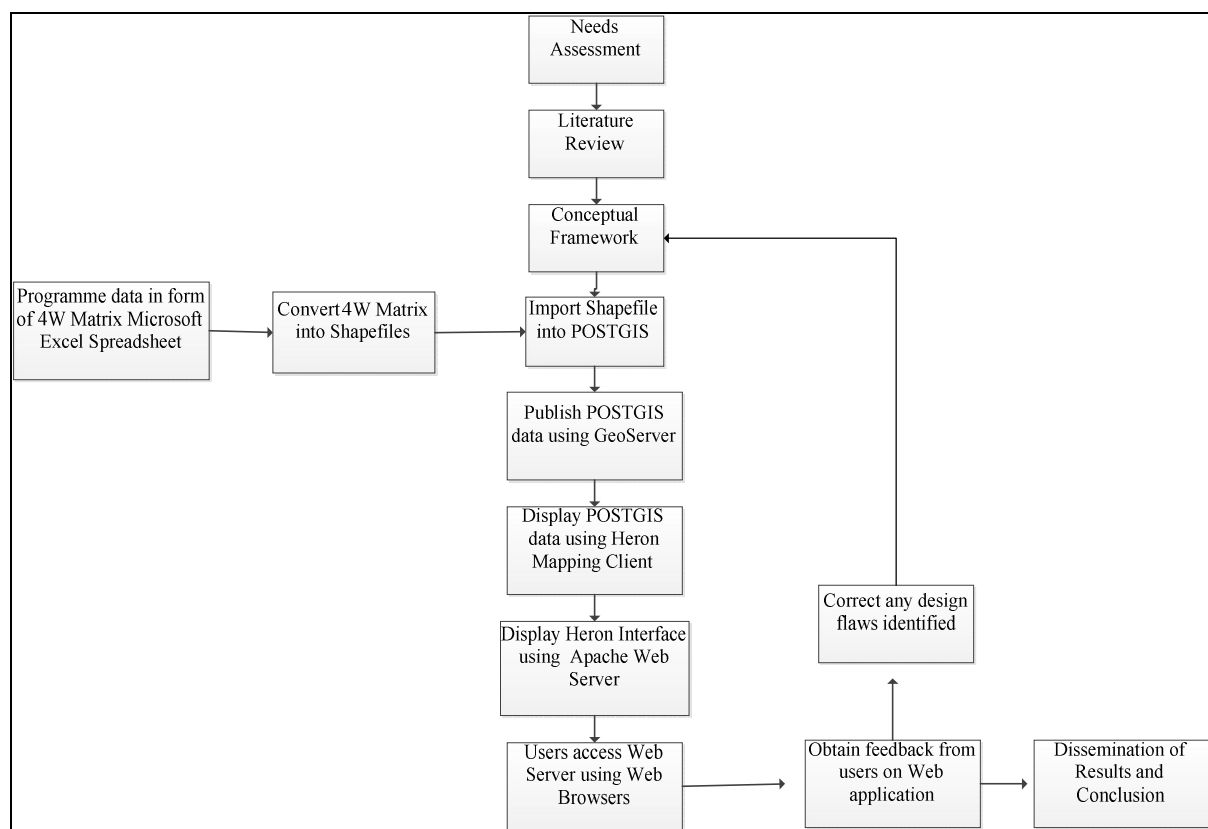 Needs
Assessment
Literature
Review
Conceptual
Framework
Programme data in form
of 4W Matrix Microsoft
Excel Spreadsheet
Convert 4W Matrix
into Shapefiles
Import Shapefile
into POSTGIS
Publish POSTGIS
data using GeoServer
Display POSTGIS
data using Heron
Mapping Client
Display Heron Interface
using Apache Web
Server
Users access Web
Server using Web
Browsers
Obtain feedback from
users on Web
application
Correct any design
flaws identified
Dissemination of
Results and
Conclusion